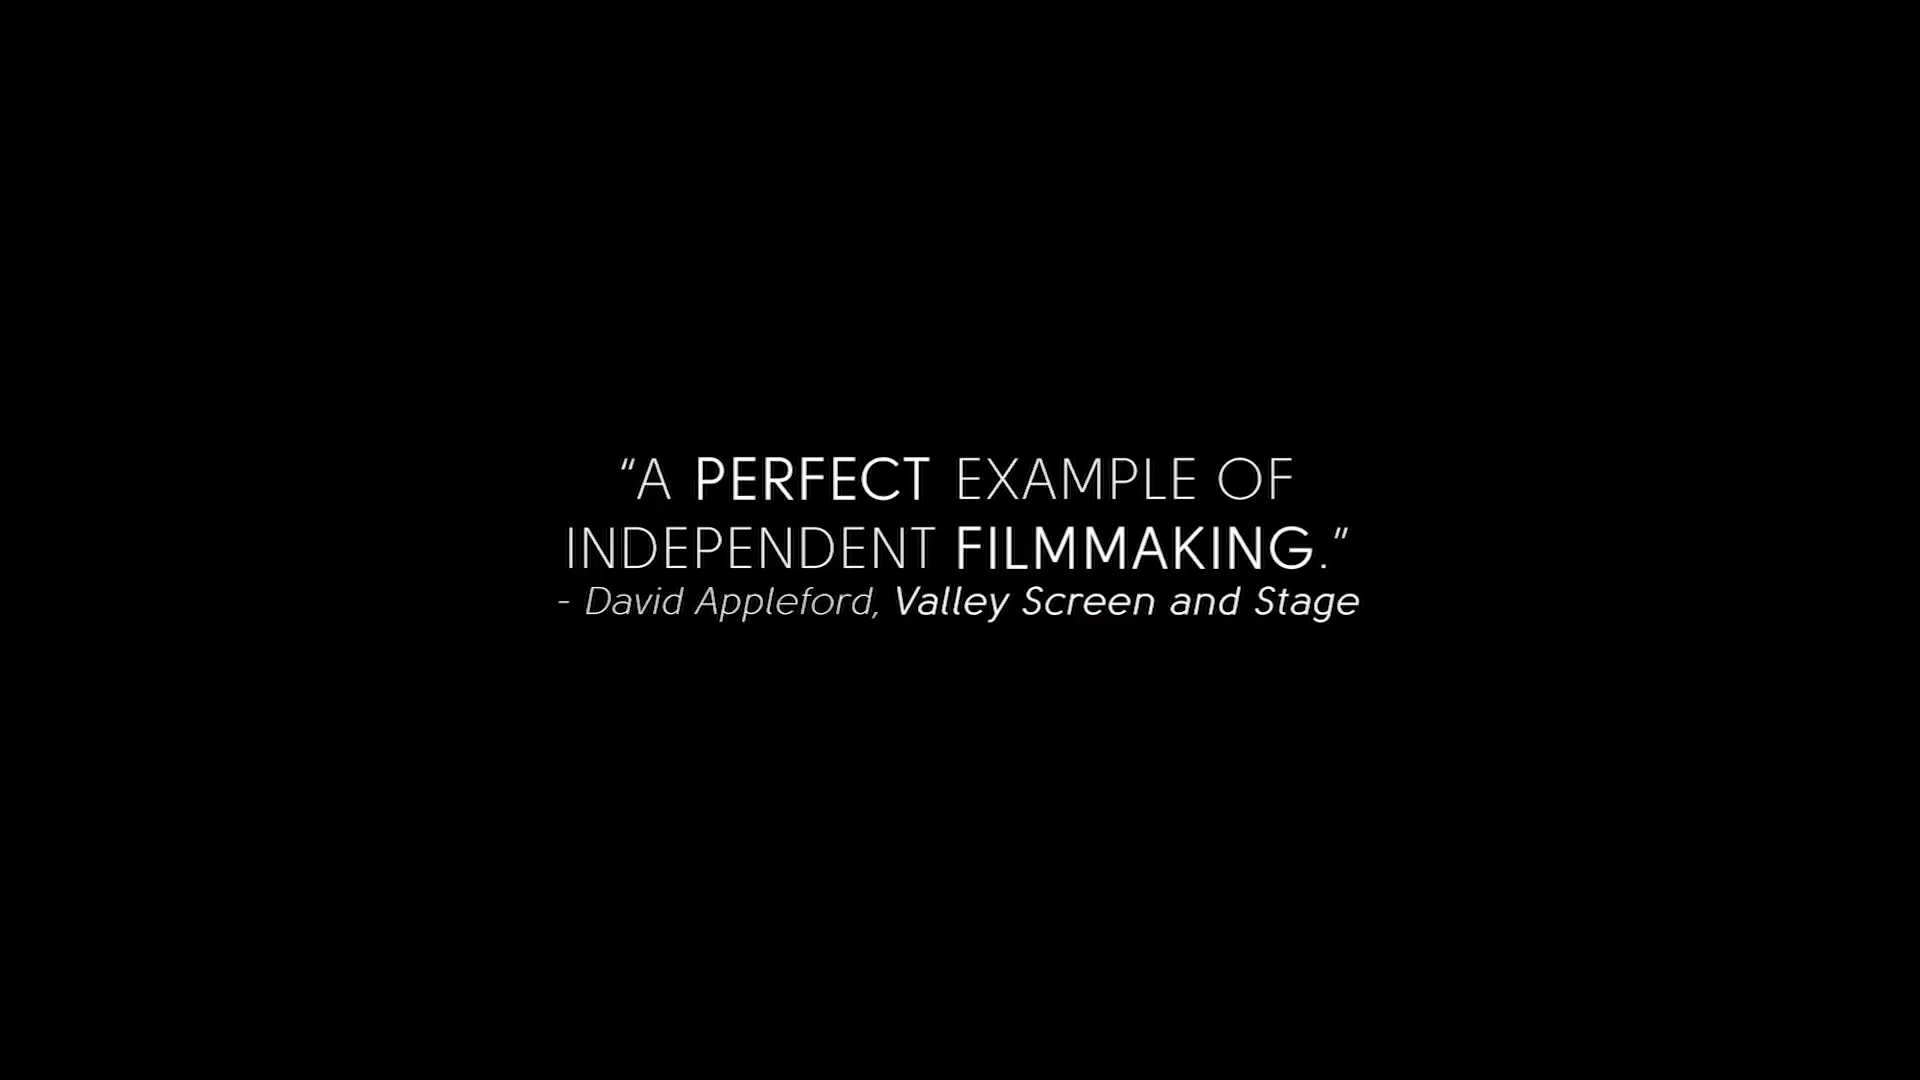 “A PERFECT EXAMPLE OF
INDEPENDENT FILMMAKING.”
- David Appleford, Valley Screen and Stage